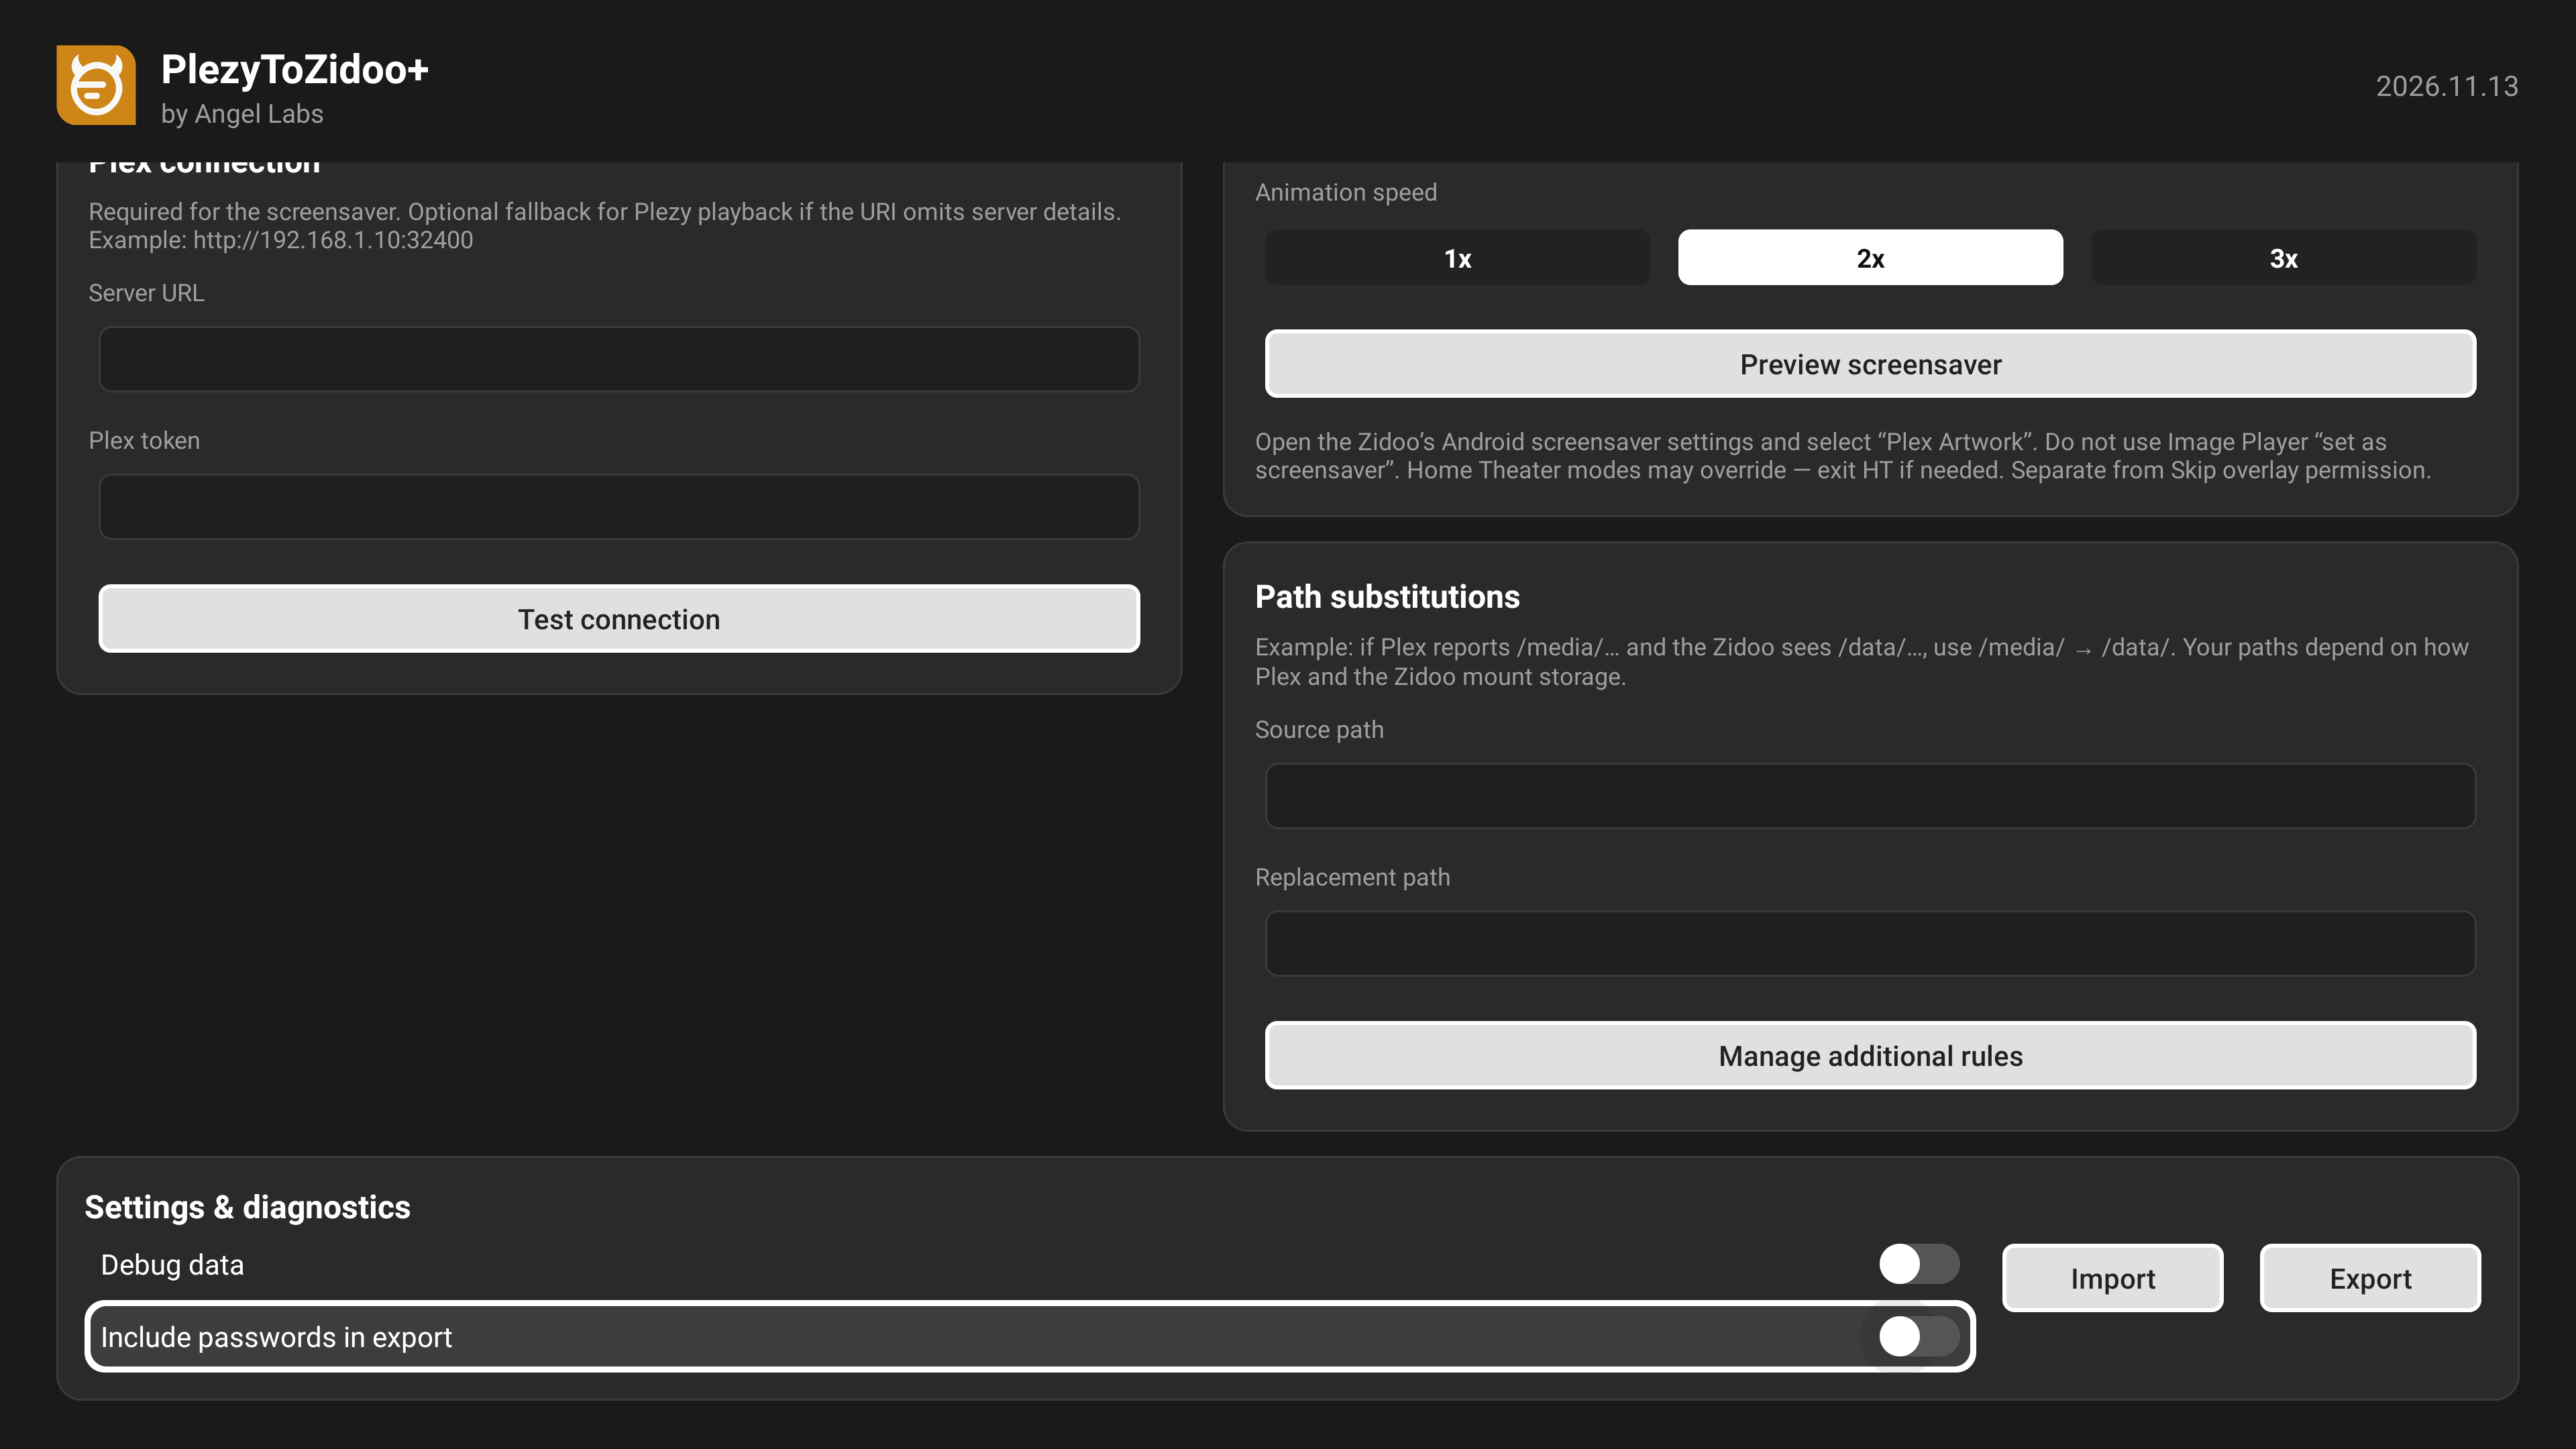 PlezyToZidoo+
by Angel Labs
2026.11.13
Plex connection
Required for the screensaver. Optional fallback for Plezy playback if the URI omits server details.
Example: http://192.168.1.10:32400
Server URL
Plex token
Test connection
Animation speed
1x
2x
3x
Preview screensaver
Open the Zidoo’s Android screensaver settings and select “Plex Artwork”. Do not use Image Player “set as
screensaver”. Home Theater modes may override — exit HT if needed. Separate from Skip overlay permission.
Path substitutions
Example: if Plex reports /media/… and the Zidoo sees /data/…, use /media/ → /data/. Your paths depend on how
Plex and the Zidoo mount storage.
Source path
Replacement path
Manage additional rules
Settings & diagnostics
Debug data
Include passwords in export
Import
Export